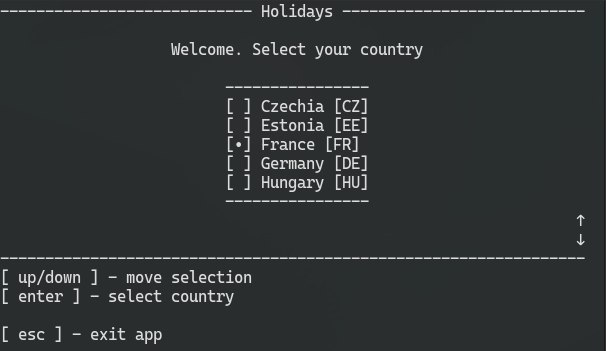 ---------------------------- Holidays ---------------------------
Welcome. Select your country
----------------
[ ] Czechia [CZ]
[ ] Estonia [EE]
[•] France [FR]
[ ] Germany [DE]
[ ] Hungary [HU]
----------------
↑
↓
-----------------------------------------------------------------
[ up/down ] - move selection
[ enter ] - select country
[ esc ] - exit app